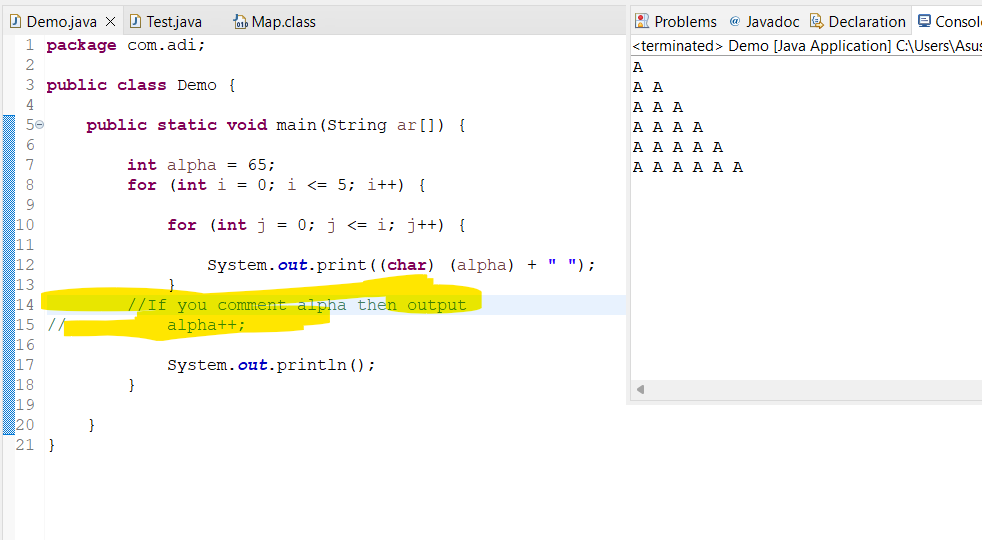 Demo.java
Test.java
Map.class
1 package com.adi;
2
3 public class Demo {
4
5 public static void main(String ar[]) {
6
7 int alpha = 65;
8 for (int i = 0; i <= 5; i++) {
9
10 for (int j = 0; j <= i; j++) {
11
12 System.out.print((char) (alpha) + " ");
13 }
14 //If you comment alpha then output
15 // alpha++;
16
17 System.out.println();
18 }
19
20 }
21 }
Problems @ Javadoc Declaration
<terminated> Demo [Java Application] C:\Users\
A
A A
A A A
A A A A
A A A A A
A A A A A A